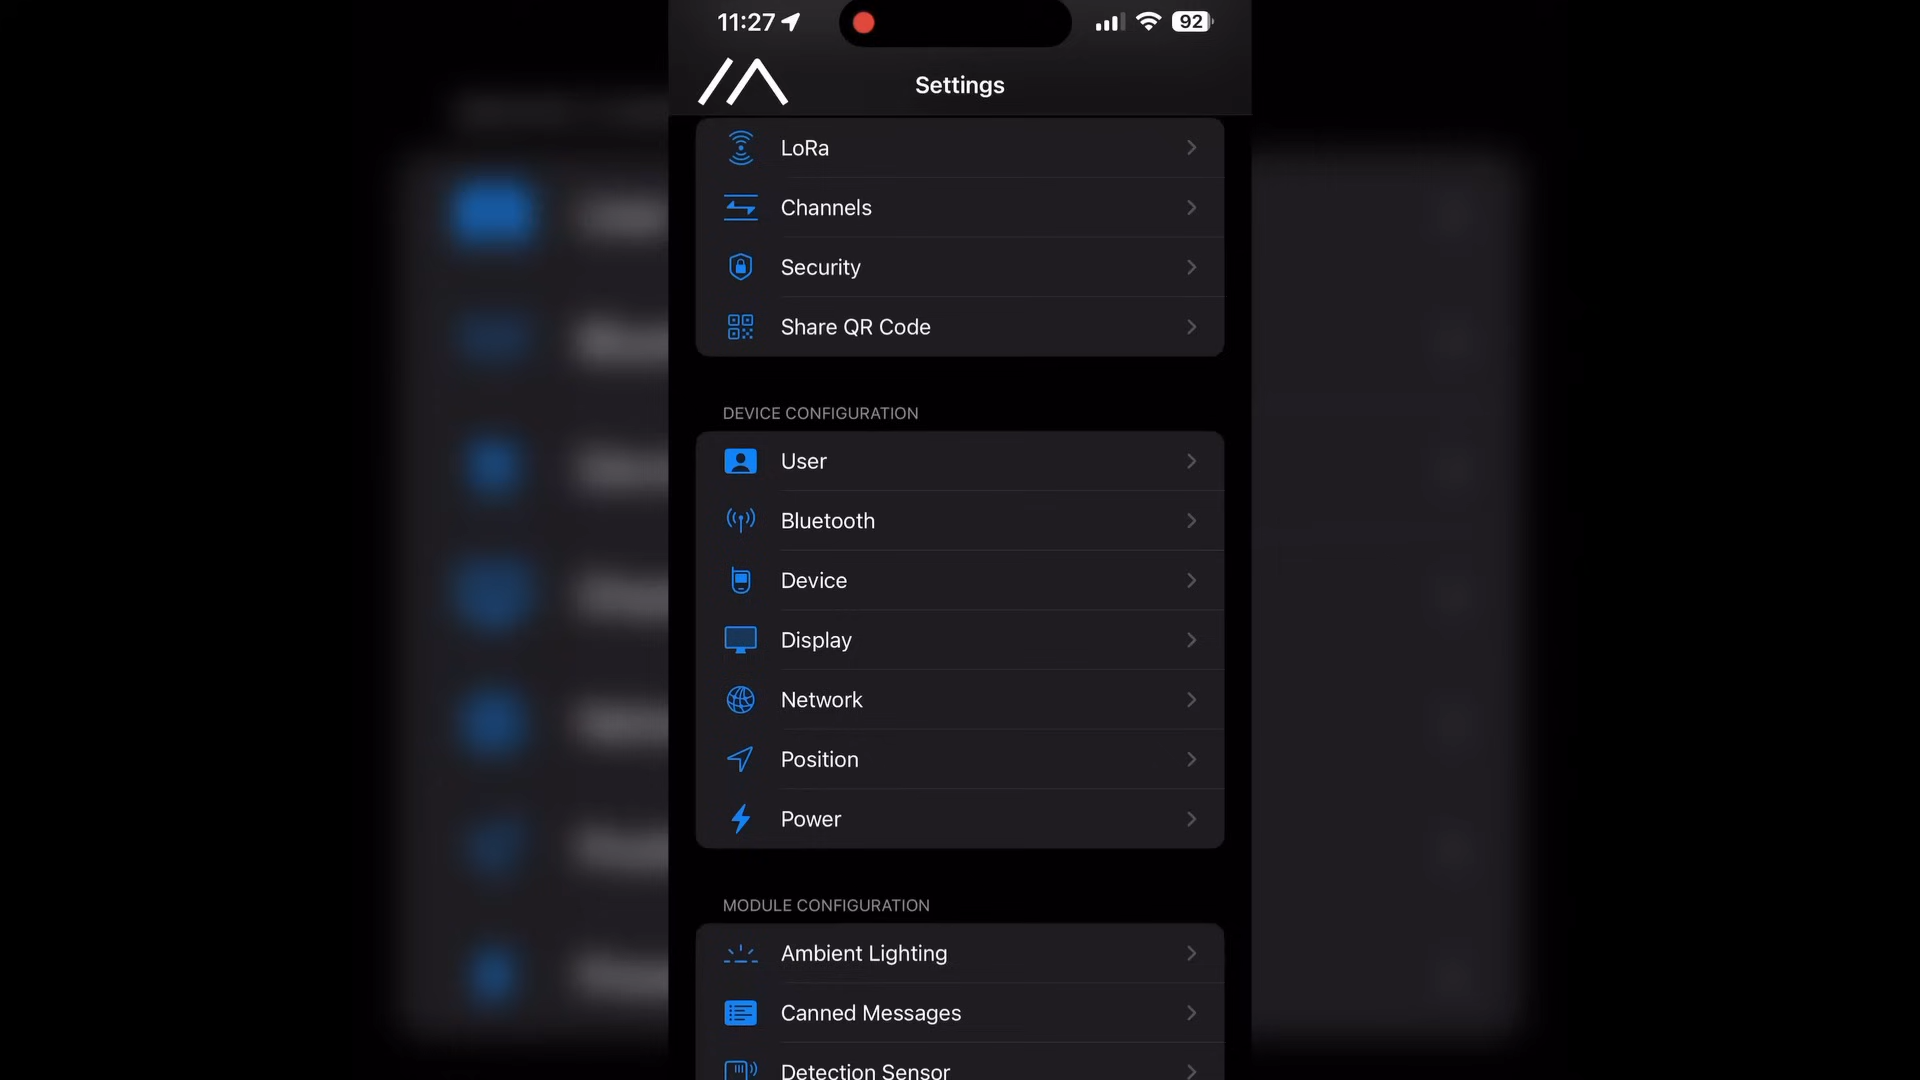 11:27
92
Settings
LoRa
Channels
Security
Share QR Code
DEVICE CONFIGURATION
User
Bluetooth
Device
Display
Network
Position
Power
MODULE CONFIGURATION
Ambient Lighting
Canned Messages
Detection Sensor